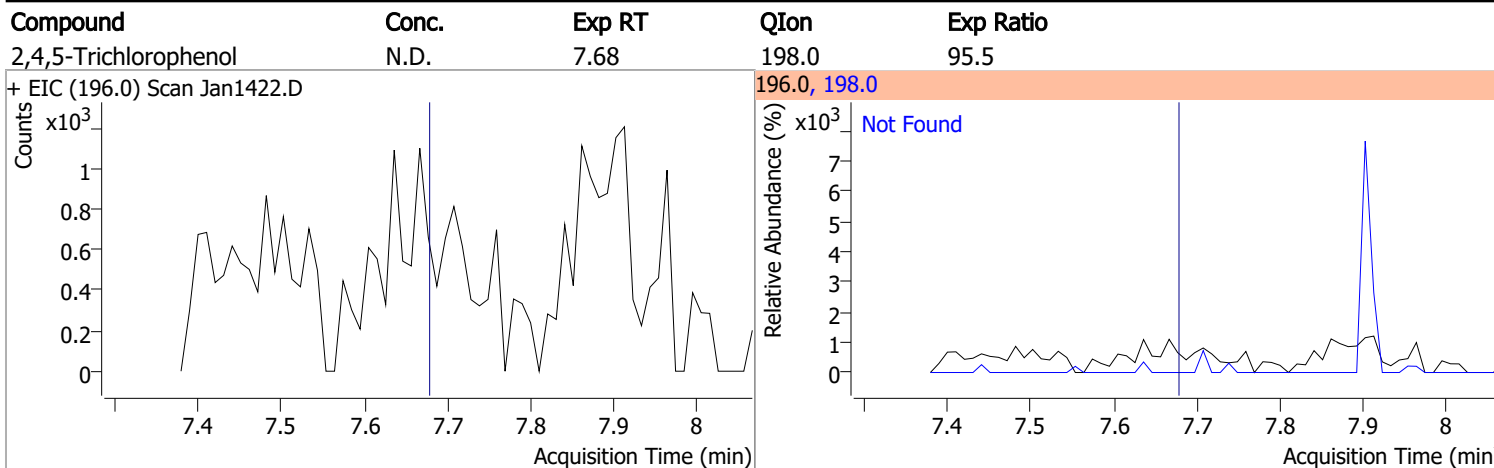 Compound Conc. Exp RT QIon Exp Ratio
2,4,5-Trichlorophenol N.D. 7.68 198.0 95.5
+ EIC (196.0) Scan Jan1422.D
Counts
x10³
1
0.8
0.6
0.4
0.2
0
7.4 7.5 7.6 7.7 7.8 7.9 8
Acquisition Time (min)
196.0, 198.0
Relative Abundance (%)
x10³
Not Found
7
6
5
4
3
2
1
0
7.4 7.5 7.6 7.7 7.8 7.9 8
Acquisition Time (min